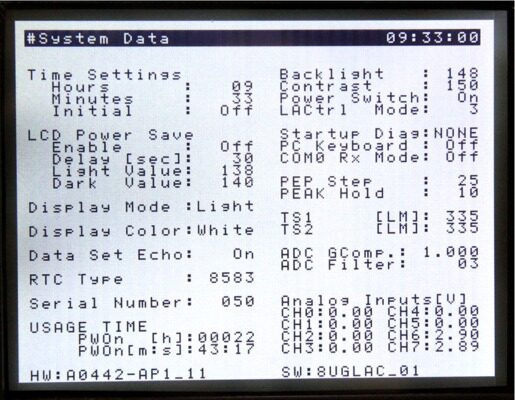 #System Data 09:33:00
Time Settings
Hours : 09
Minutes : 33
Initial : Off
LCD Power Save
Enable : Off
Delay [sec]: 30
Light Value: 138
Dark Value: 140
Display Mode :Light
Display Color:White
Data Set Echo: On
RTC Type : 8583
Serial Number: 050
USAGE TIME
PWOn [h]:00022
PWOn[m:s]:43:17
HW:A0442-AP1_11
Backlight : 148
Contrast : 150
Power Switch: On
LACtrl Mode: 3
Startup Diag:NONE
PC Keyboard : Off
COM0 Rx Mode: Off
PEP Step : 25
PEAK Hold : 10
TS1 [LM]: 335
TS2 [LM]: 335
ADC GComp.: 1.000
ADC Filter: 03
Analog Inputs[V]
CH0:0.00 CH4:0.00
CH1:0.00 CH5:0.00
CH2:0.00 CH6:2.90
CH3:0.00 CH7:2.89
SW:8UGLAC_01